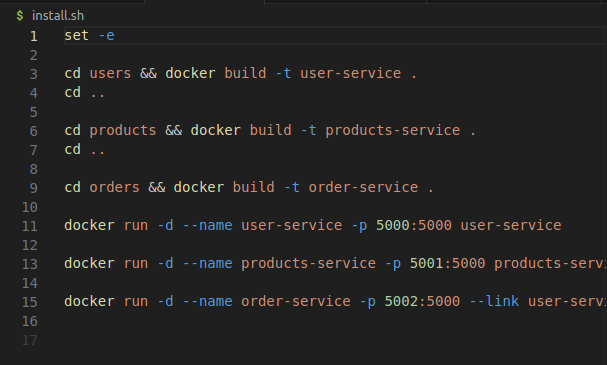 $ install.sh
1 set -e
2
3 cd users && docker build -t user-service .
4 cd ..
5
6 cd products && docker build -t products-service .
7 cd ..
8
9 cd orders && docker build -t order-service .
10
11 docker run -d --name user-service -p 5000:5000 user-service
12
13 docker run -d --name products-service -p 5001:5000 products-serv
14
15 docker run -d --name order-service -p 5002:5000 --link user-serv
16
17